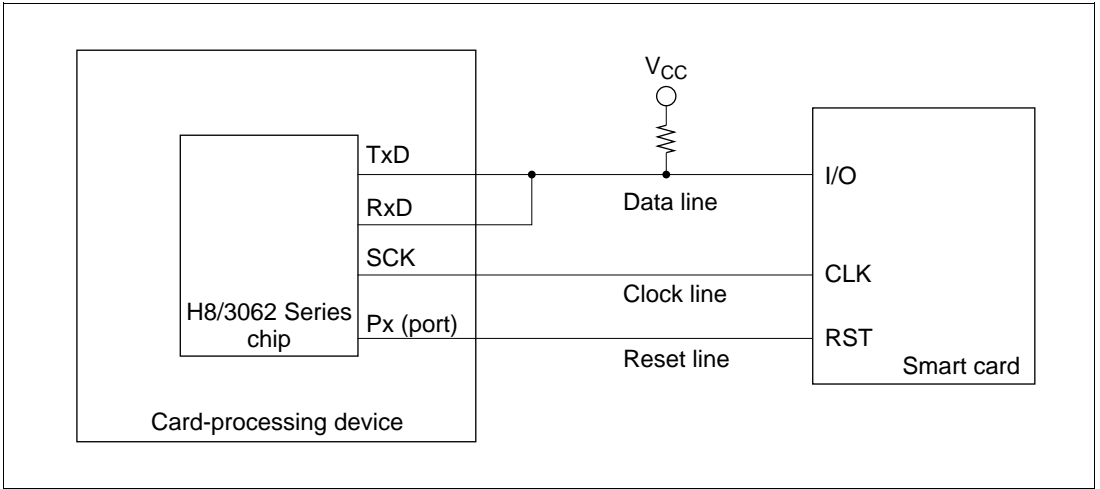 VCC
TxD
I/O
Data line
RxD
SCK
CLK
Clock line
H8/3062 Series
chip
Px (port)
RST
Reset line
Smart card
Card-processing device